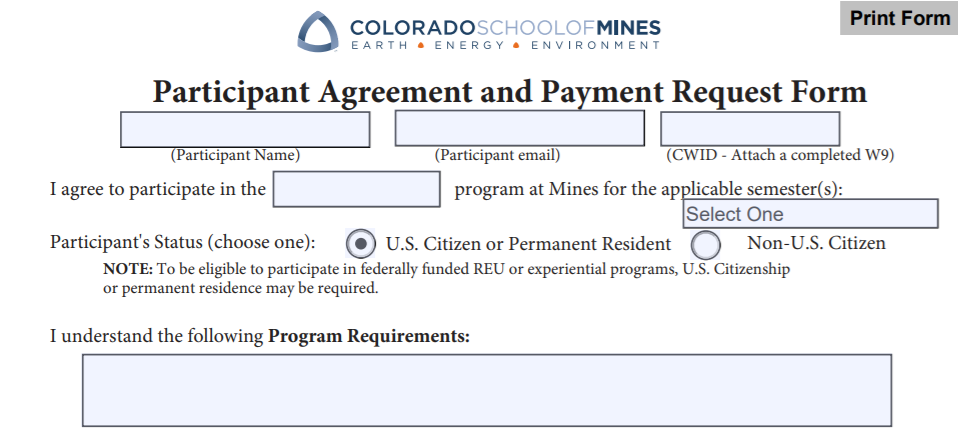 Print Form
COLORADOSCHOOLOFMINES
EARTH • ENERGY • ENVIRONMENT
Participant Agreement and Payment Request Form
(Participant Name) (Participant email) (CWID - Attach a completed W9)
I agree to participate in the program at Mines for the applicable semester(s):
Select One
Participant's Status (choose one): U.S. Citizen or Permanent Resident Non-U.S. Citizen
NOTE: To be eligible to participate in federally funded REU or experiential programs, U.S. Citizenship
or permanent residence may be required.
I understand the following Program Requirements: